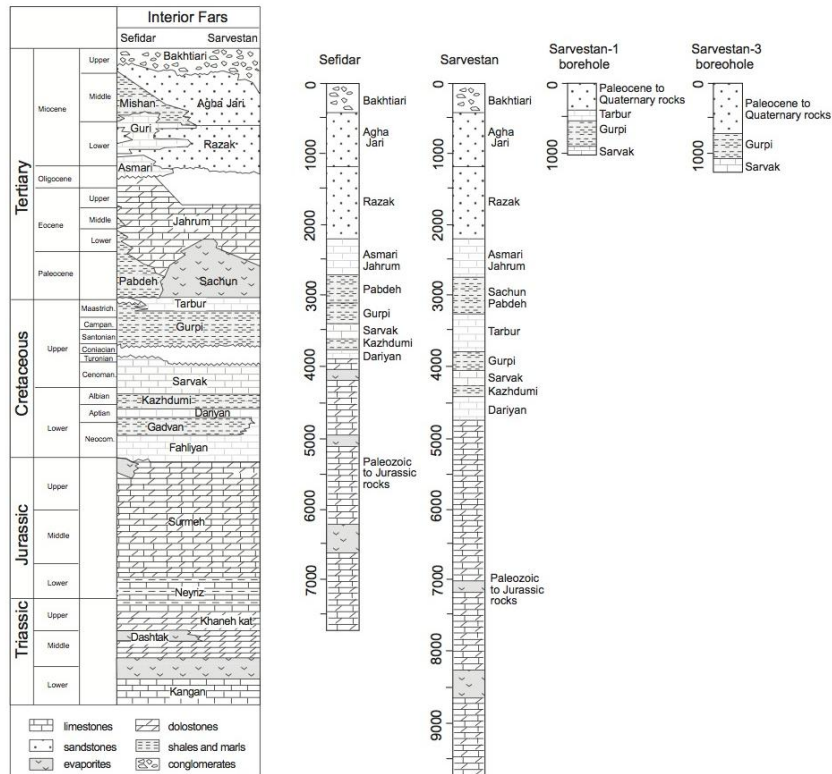 Interior Fars
Sefidar Sarvestan
Tertiary
Miocene
Upper
Middle
Lower
Oligocene
Eocene
Upper
Middle
Lower
Paleocene
Cretaceous
Upper
Maastrich.
Campan.
Santonian
Coniacian
Turonian
Cenoman.
Lower
Albian
Aptian
Neocom.
Jurassic
Upper
Middle
Lower
Triassic
Upper
Middle
Lower
Bakhtiari
Mishan
Agha Jari
Guri
Razak
Asmari
Jahrum
Pabdeh
Sachun
Tarbur
Gurpi
Sarvak
Kazhdumi
Dariyan
Gadvan
Fahliyan
Surmeh
Neyriz
Khaneh kat
Dashtak
Kangan
limestones
dolostones
sandstones
shales and marls
evaporites
conglomerates
Sefidar
0
1000
2000
3000
4000
5000
6000
7000
Bakhtiari
Agha
Jari
Razak
Asmari
Jahrum
Pabdeh
Gurpi
Sarvak
Kazhdumi
Dariyan
Paleozoic
to Jurassic
rocks
Sarvestan
0
1000
2000
3000
4000
5000
6000
7000
8000
9000
Bakhtiari
Agha
Jari
Razak
Asmari
Jahrum
Sachun
Pabdeh
Tarbur
Gurpi
Sarvak
Kazhdumi
Dariyan
Paleozoic
to Jurassic
rocks
Sarvestan-1
borehole
0
1000
Paleocene to
Quaternary rocks
Tarbur
Gurpi
Sarvak
Sarvestan-3
boreohole
0
1000
Paleocene to
Quaternary rocks
Gurpi
Sarvak